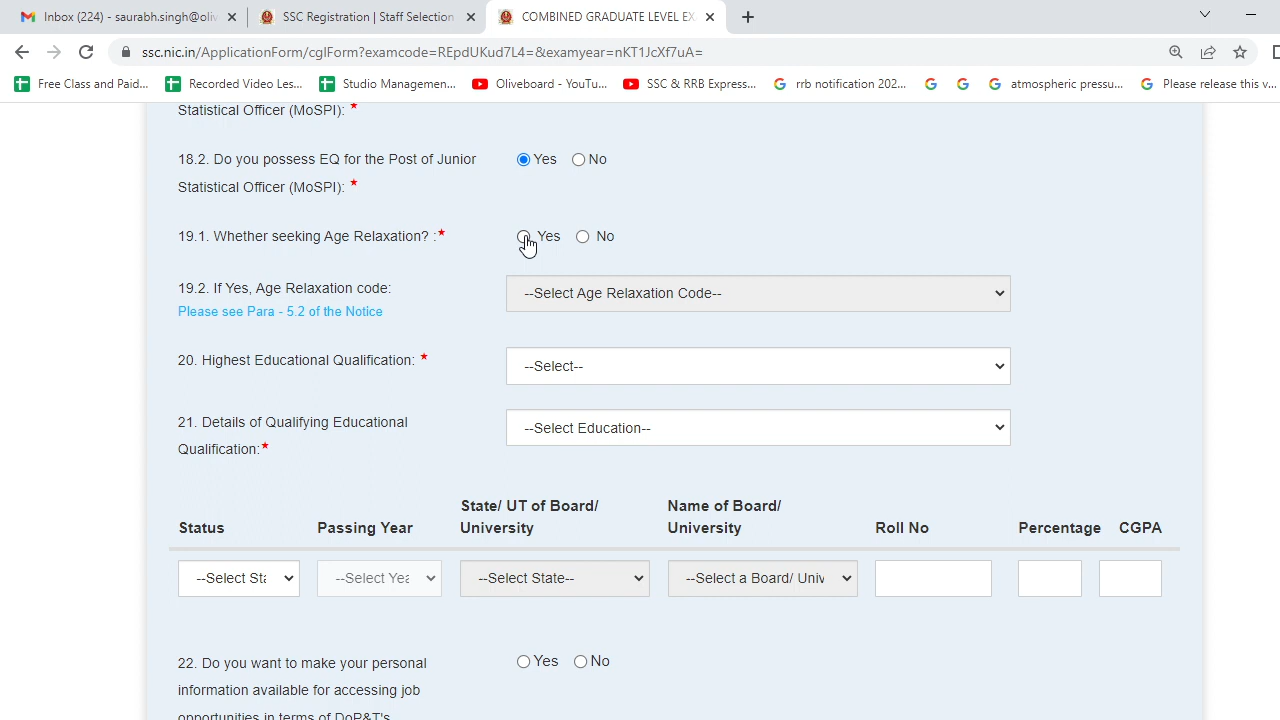 Inbox (224) - saurabh.singh@oli
SSC Registration | Staff Selection
COMBINED GRADUATE LEVEL EX
ssc.nic.in/ApplicationForm/cglForm?examcode=REpdUKud7L4=&examyear=nKT1JcXf7uA=
Free Class and Paid... Recorded Video Les... Studio Managemen... Oliveboard - YouTu... SSC & RRB Express... rrb notification 202... atmospheric pressu... Please release this v...
Statistical Officer (MoSPI): *
18.2. Do you possess EQ for the Post of Junior Yes No
Statistical Officer (MoSPI): *
19.1. Whether seeking Age Relaxation? :* Yes No
19.2. If Yes, Age Relaxation code: --Select Age Relaxation Code--
Please see Para - 5.2 of the Notice
20. Highest Educational Qualification: * --Select--
21. Details of Qualifying Educational --Select Education--
Qualification:*
State/ UT of Board/ Name of Board/
Status Passing Year University University Roll No Percentage CGPA
--Select Sta --Select Yea --Select State-- --Select a Board/ Univ
22. Do you want to make your personal Yes No
information available for accessing job
opportunities in terms of DoP&T's